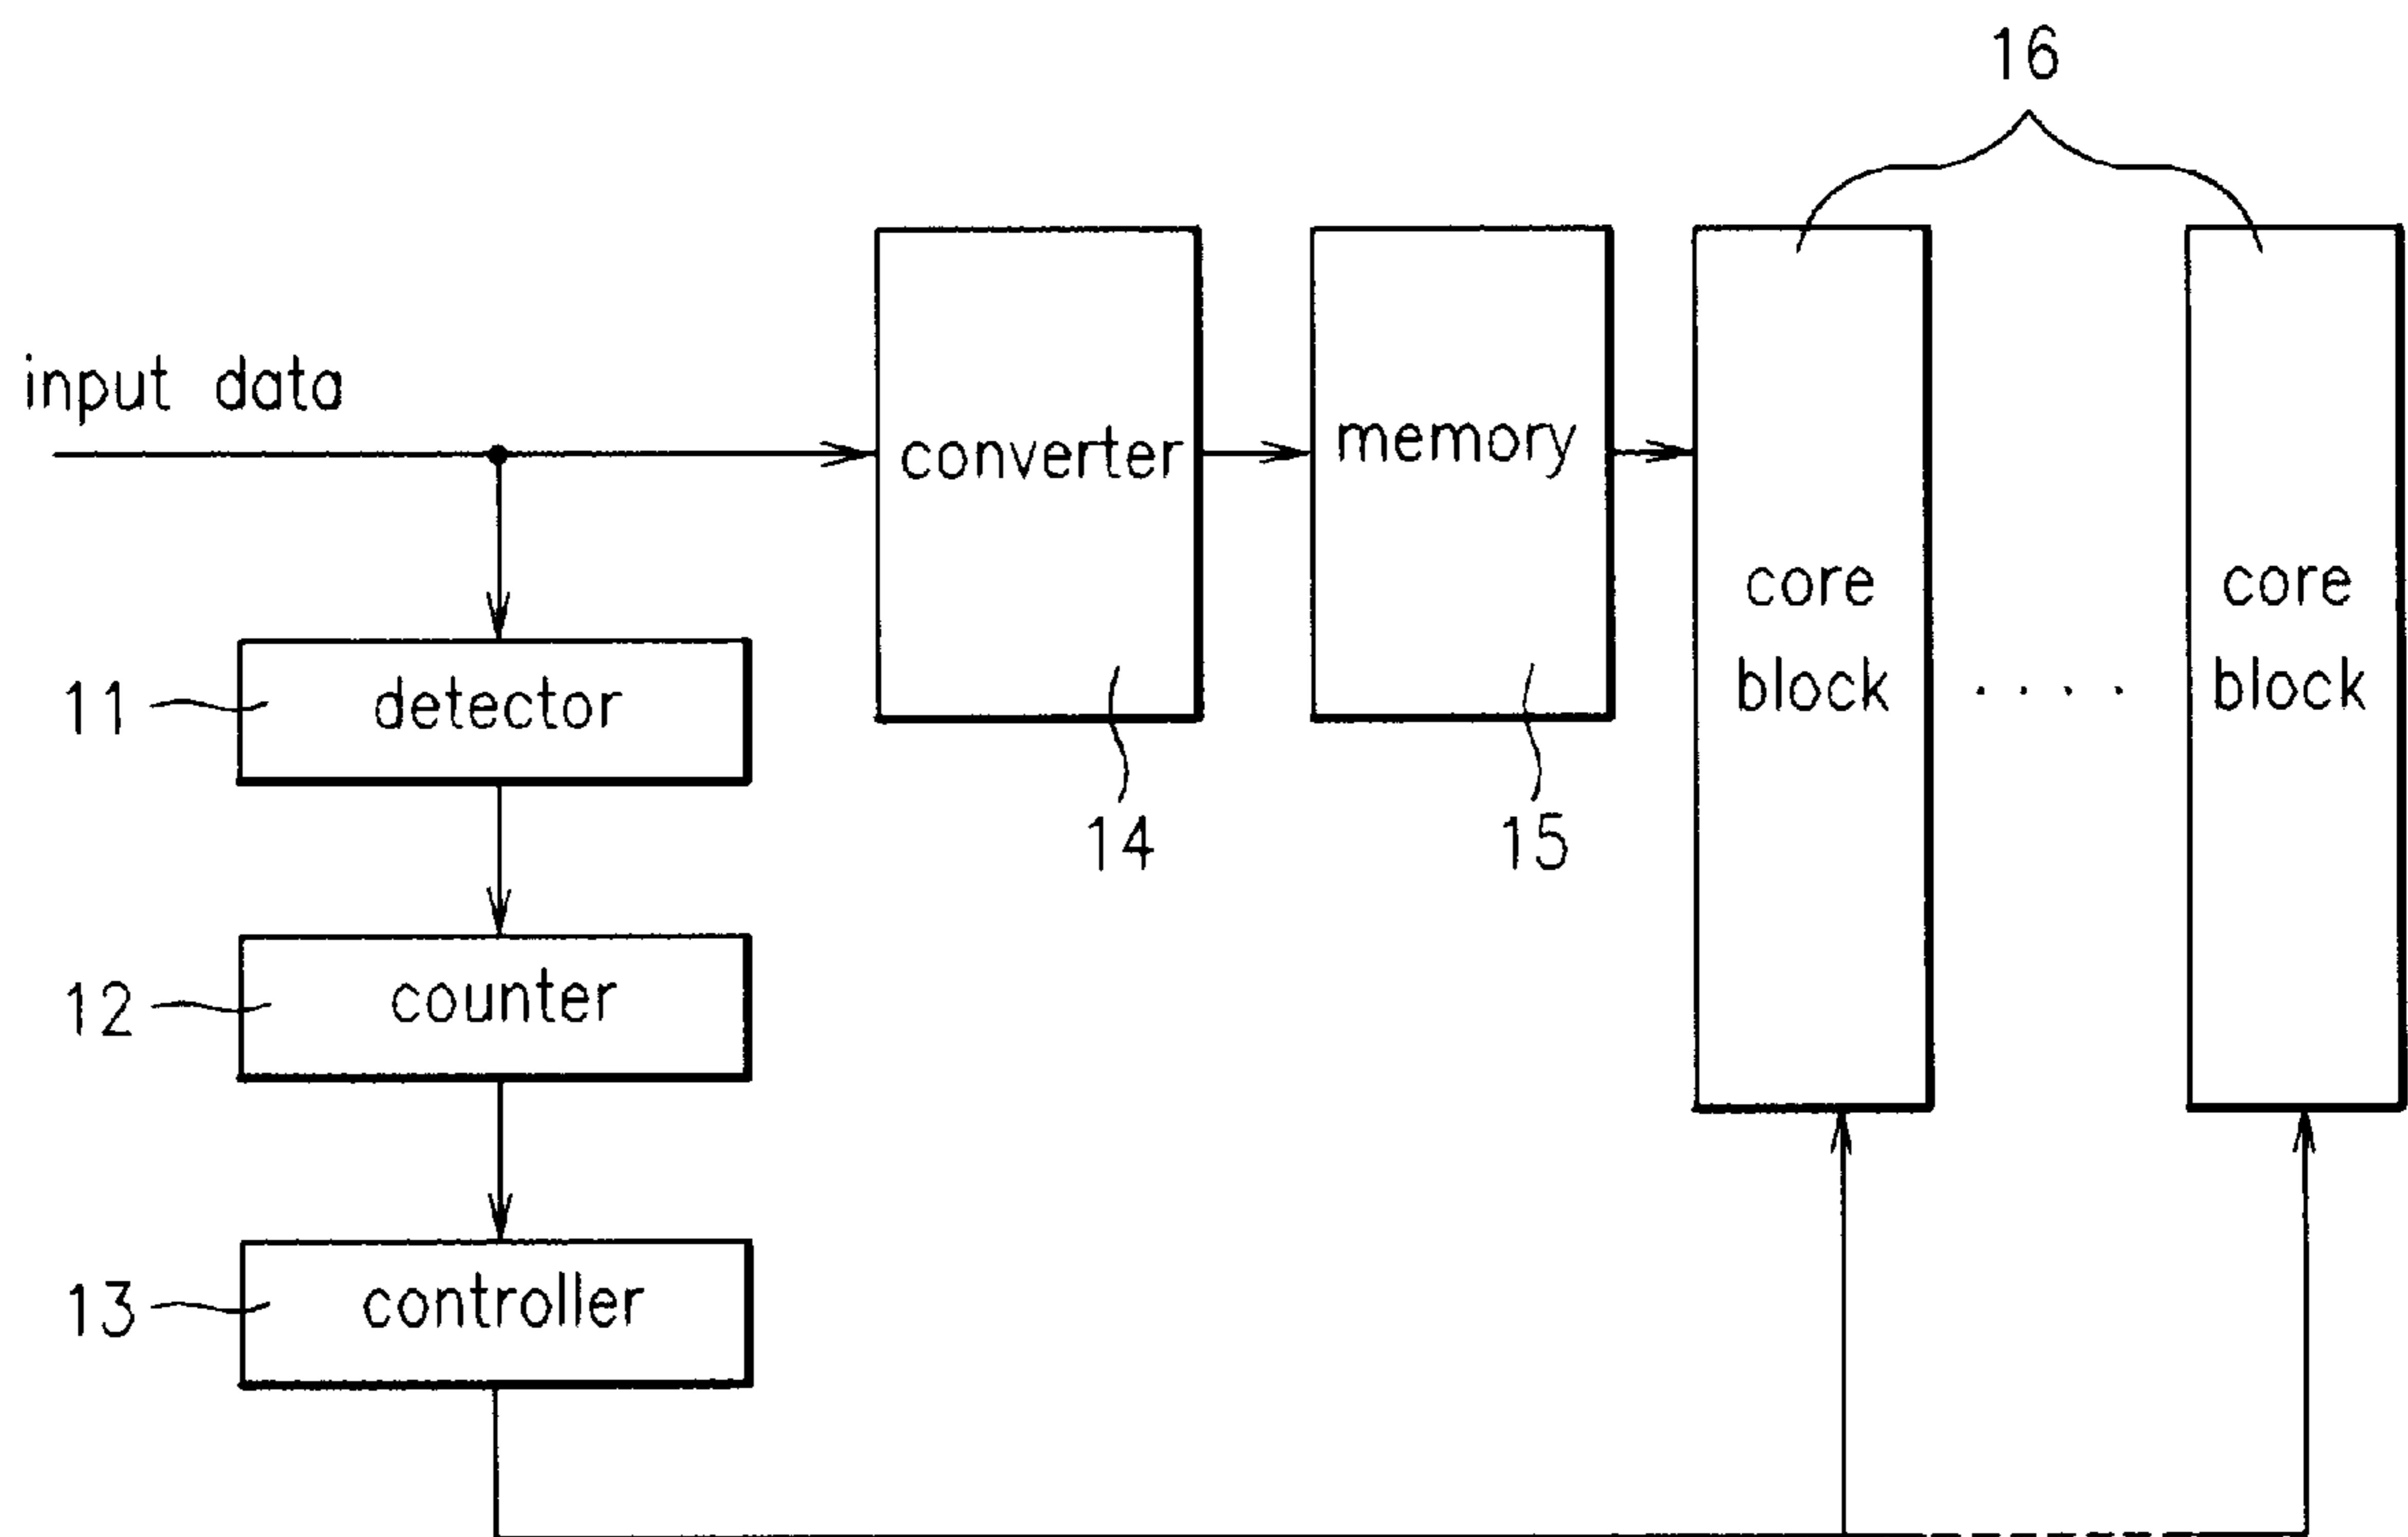 16
input data
converter
memory
core
block
. . . .
core
block
11
detector
14
15
12
counter
13
controller